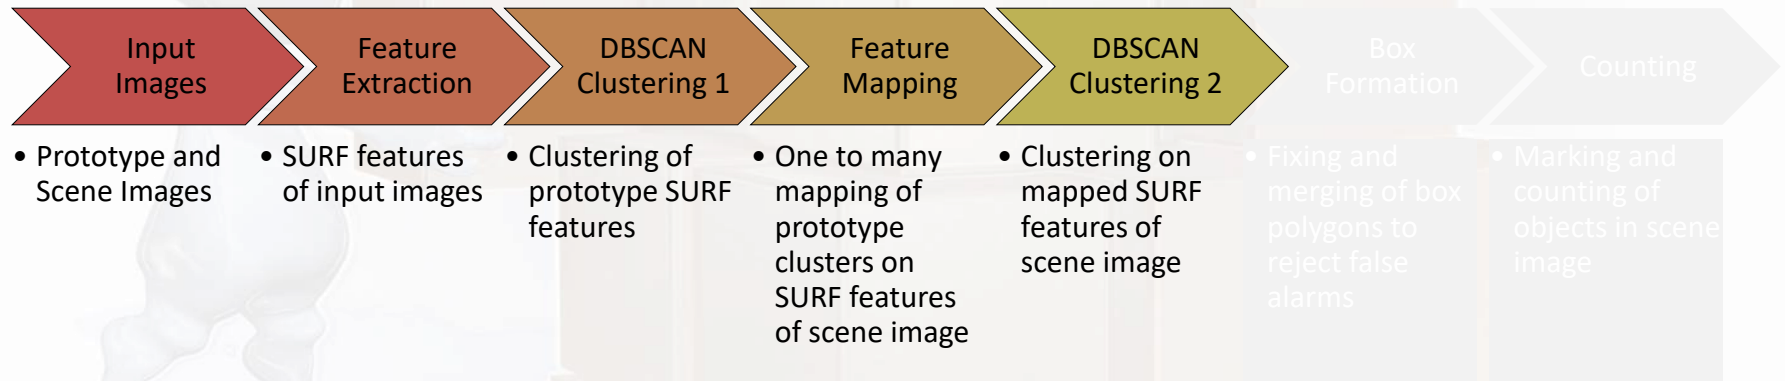 Input
Images
Feature
Extraction
DBSCAN
Clustering 1
Feature
Mapping
DBSCAN
Clustering 2
Box
Formation
Counting
• Prototype and
Scene Images
• SURF features
of input images
• Clustering of
prototype SURF
features
• One to many
mapping of
prototype
clusters on
SURF features
of scene image
• Clustering on
mapped SURF
features of
scene image
• Fixing and
merging of box
polygons to
reject false
alarms
• Marking and
counting of
objects in scene
image